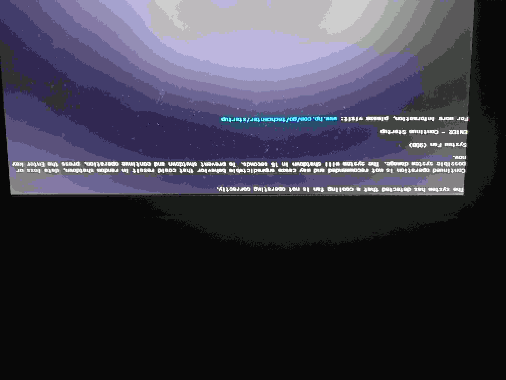 The system has detected that a cooling fan is not operating correctly.
Continued operation is not recommended and may cause unpredictable behavior that could result in random shutdown, data loss or
possible system damage. The system will shutdown in 15 seconds. To prevent shutdown and continue operation, press the Enter key
now.
System Fan (90B)
ENTER - Continue Startup
For more information, please visit: www.hp.com/go/techcenter/startup